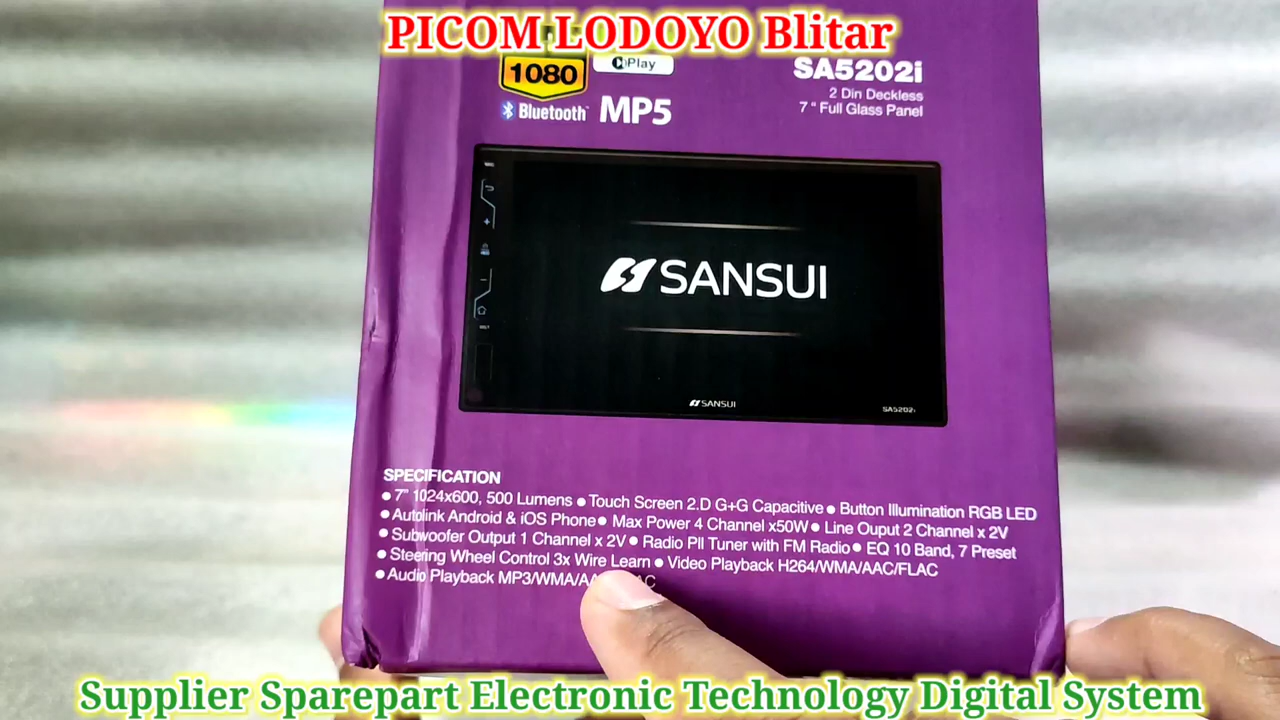 PICOM LODOYO Blitar
1080
Play
SA5202i
2 Din Deckless
7" Full Glass Panel
Bluetooth MP5
SANSUI
SANSUI
SA5202i
SPECIFICATION
● 7" 1024x600, 500 Lumens ● Touch Screen 2.D G+G Capacitive ● Button Illumination RGB LED
● Autolink Android & iOS Phone ● Max Power 4 Channel x50W ● Line Ouput 2 Channel x 2V
● Subwoofer Output 1 Channel x 2V ● Radio Pll Tuner with FM Radio ● EQ 10 Band, 7 Preset
● Steering Wheel Control 3x Wire Learn ● Video Playback H264/WMA/AAC/FLAC
● Audio Playback MP3/WMA/
Supplier Sparepart Electronic Technology Digital System